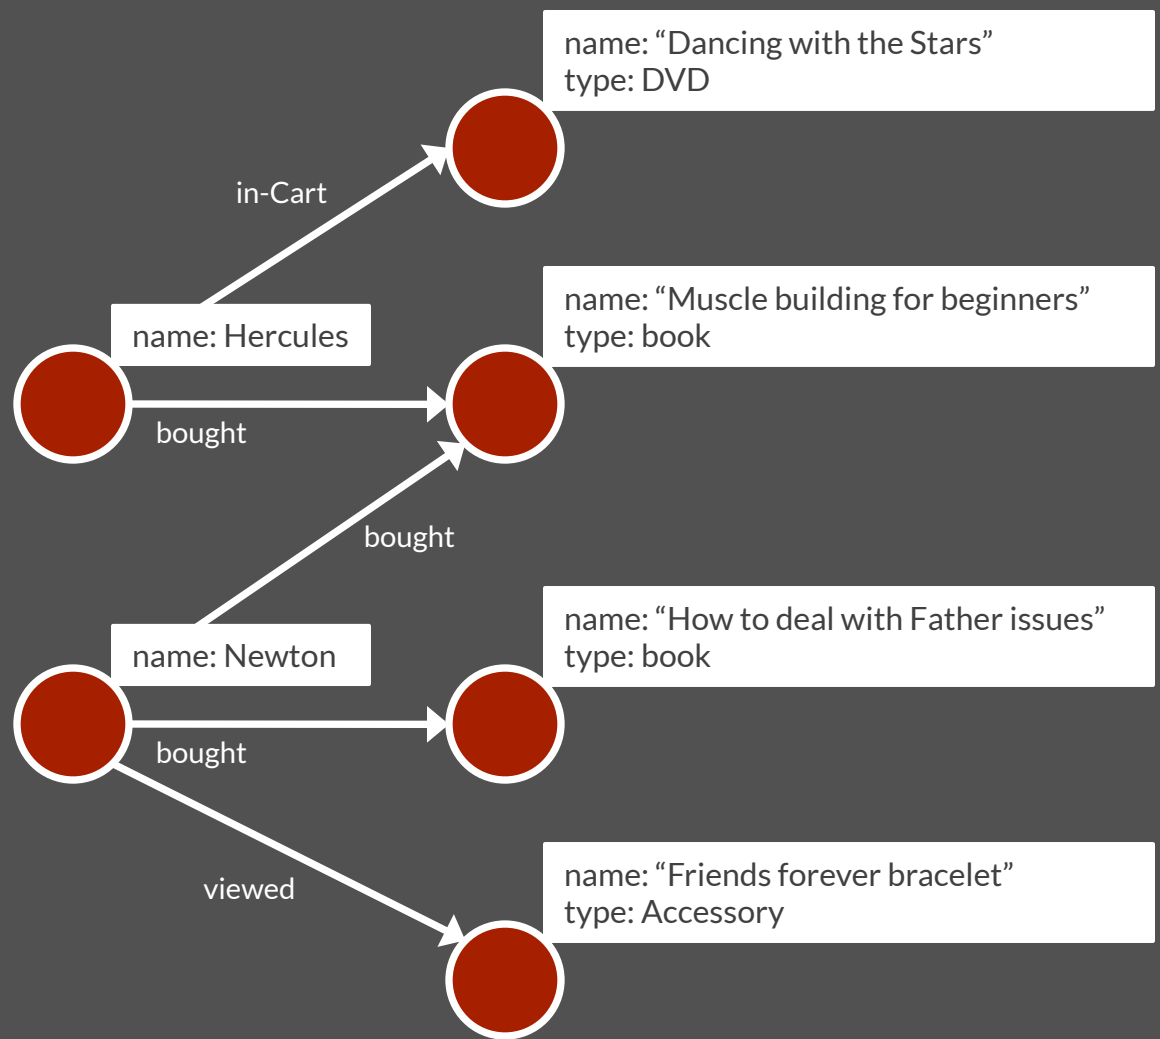 name: “Dancing with the Stars”
type: DVD
in-Cart
name: Hercules
name: “Muscle building for beginners”
type: book
bought
bought
name: Newton
name: “How to deal with Father issues”
type: book
bought
viewed
name: “Friends forever bracelet”
type: Accessory